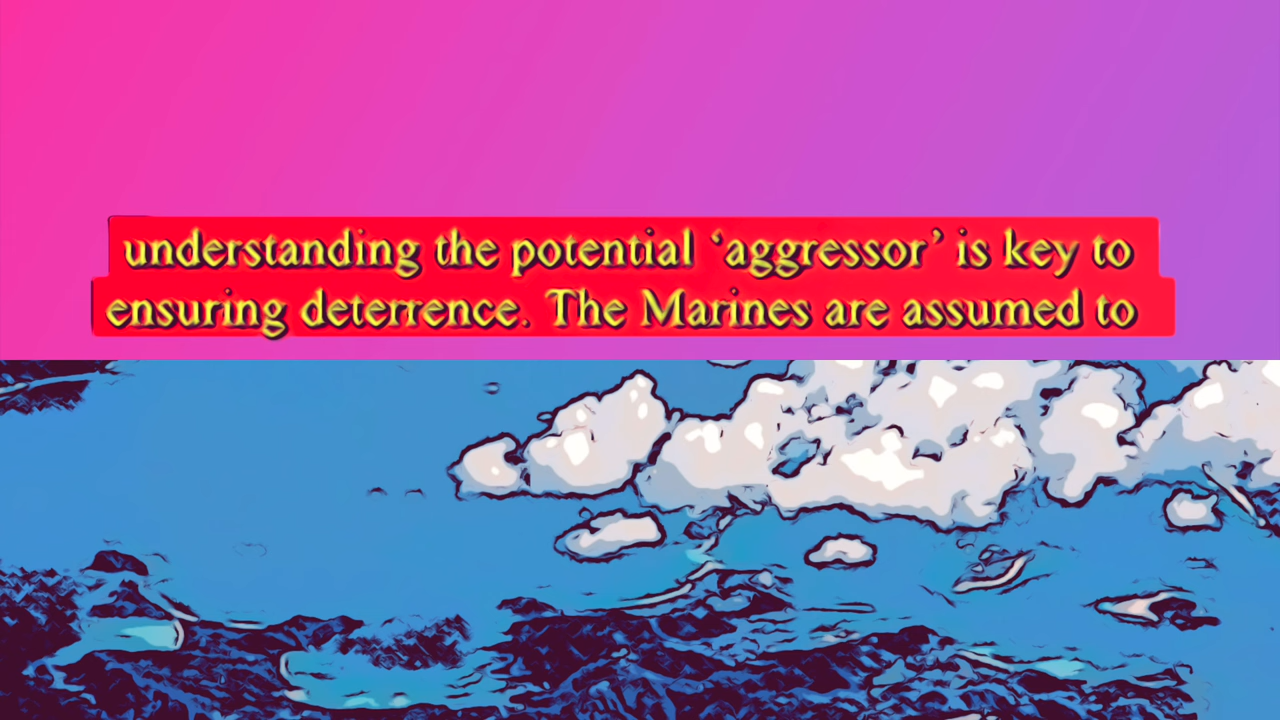 understanding the potential ‘aggressor’ is key to
ensuring deterrence. The Marines are assumed to